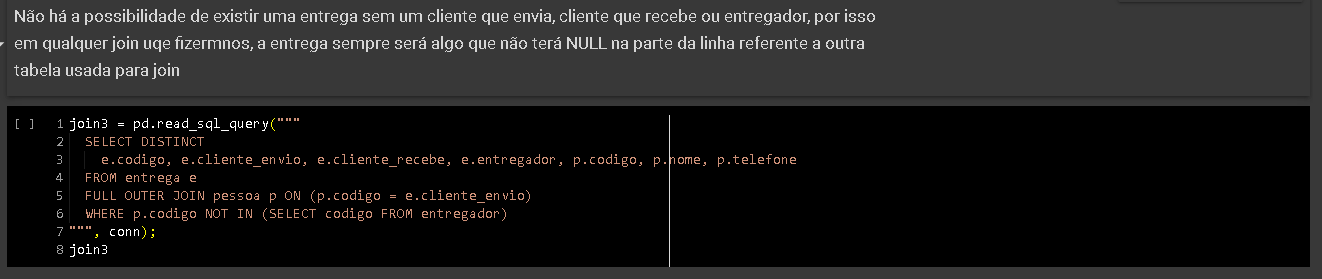 Não há a possibilidade de existir uma entrega sem um cliente que envia, cliente que recebe ou entregador, por isso
em qualquer join uqe fizermnos, a entrega sempre será algo que não terá NULL na parte da linha referente a outra
tabela usada para join
[ ] 1 join3 = pd.read_sql_query("""
2 SELECT DISTINCT
3 e.codigo, e.cliente_envio, e.cliente_recebe, e.entregador, p.codigo, p.nome, p.telefone
4 FROM entrega e
5 FULL OUTER JOIN pessoa p ON (p.codigo = e.cliente_envio)
6 WHERE p.codigo NOT IN (SELECT codigo FROM entregador)
7 """, conn);
8 join3